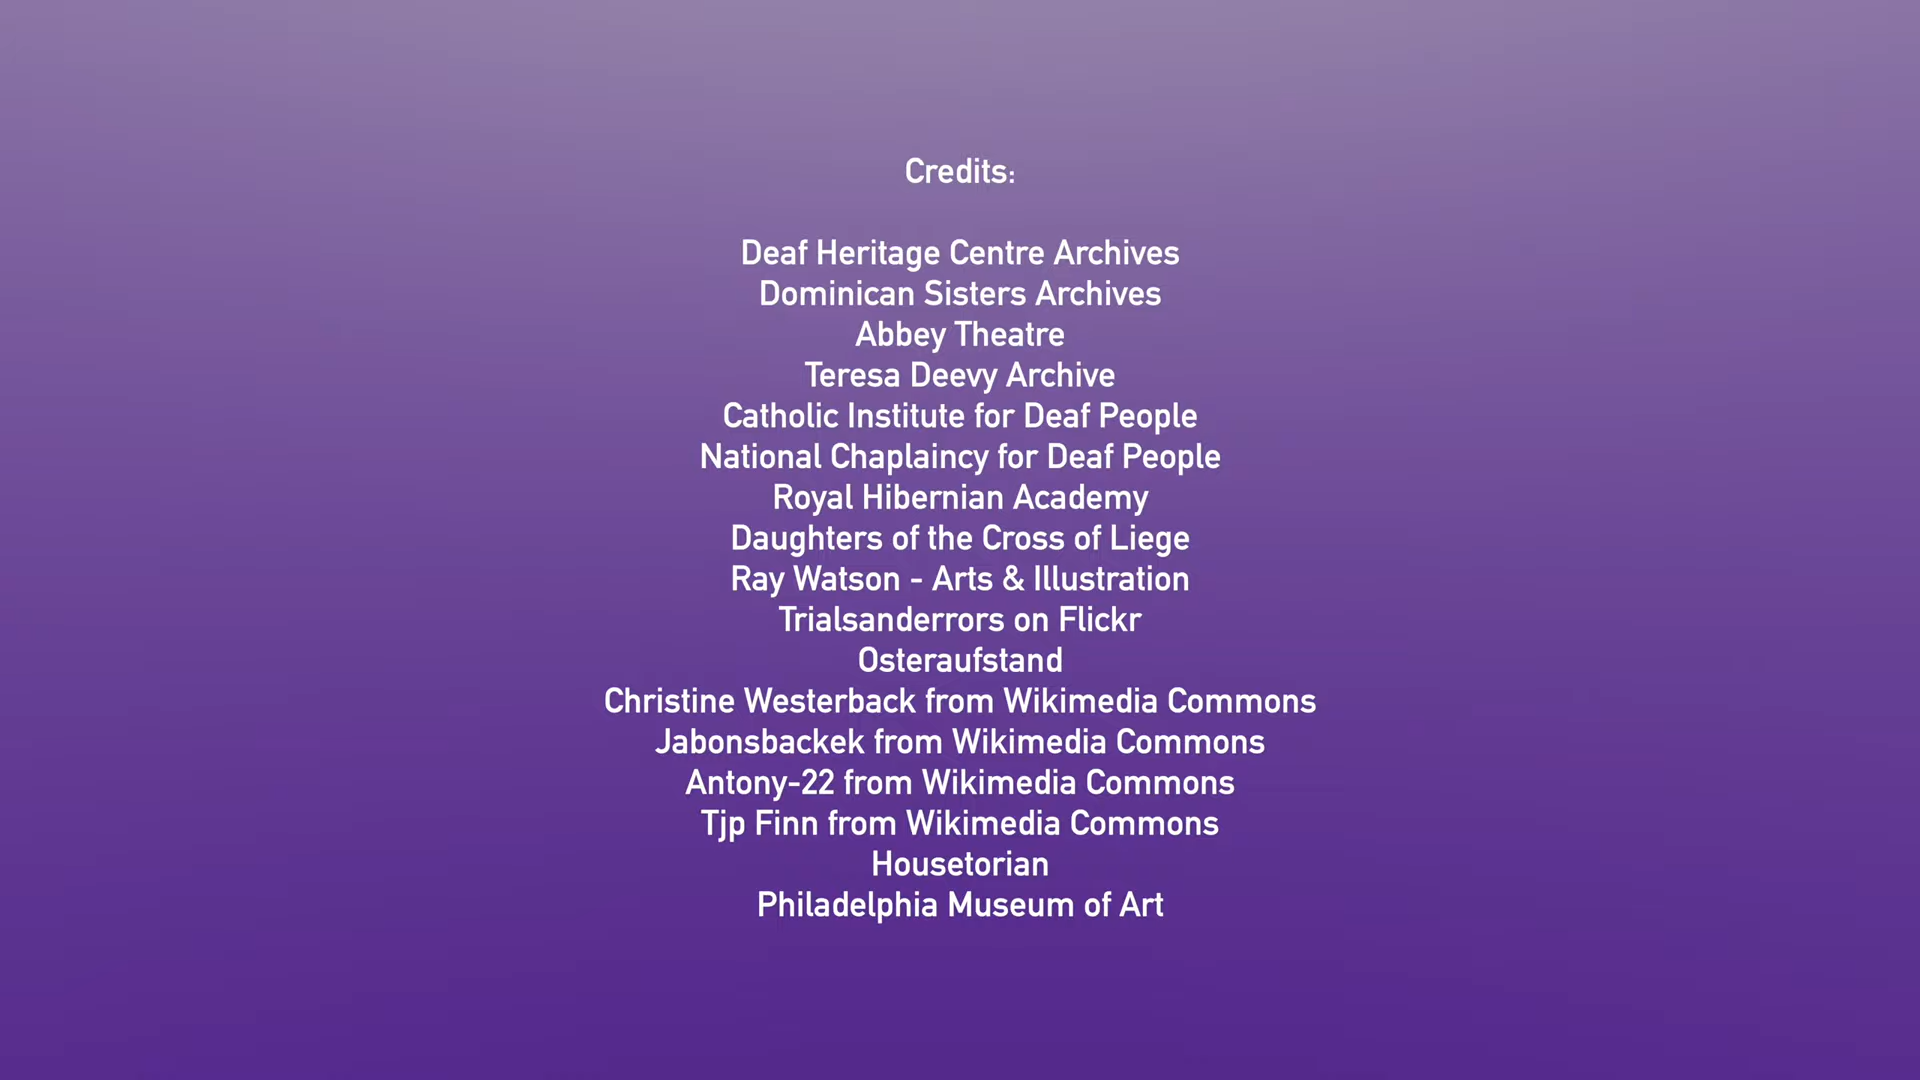 Credits:
Deaf Heritage Centre Archives
Dominican Sisters Archives
Abbey Theatre
Teresa Deevy Archive
Catholic Institute for Deaf People
National Chaplaincy for Deaf People
Royal Hibernian Academy
Daughters of the Cross of Liege
Ray Watson - Arts & Illustration
Trialsanderrors on Flickr
Osteraufstand
Christine Westerback from Wikimedia Commons
Jabonsbackek from Wikimedia Commons
Antony-22 from Wikimedia Commons
Tjp Finn from Wikimedia Commons
Housetorian
Philadelphia Museum of Art